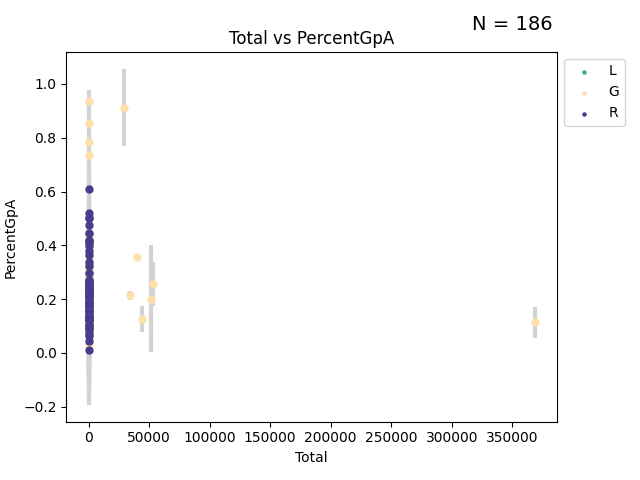 N = 186
Total vs PercentGpA
L
G
R
1.0
0.8
0.6
0.4
0.2
0.0
−0.2
PercentGpA
0 50000 100000 150000 200000 250000 300000 350000
Total